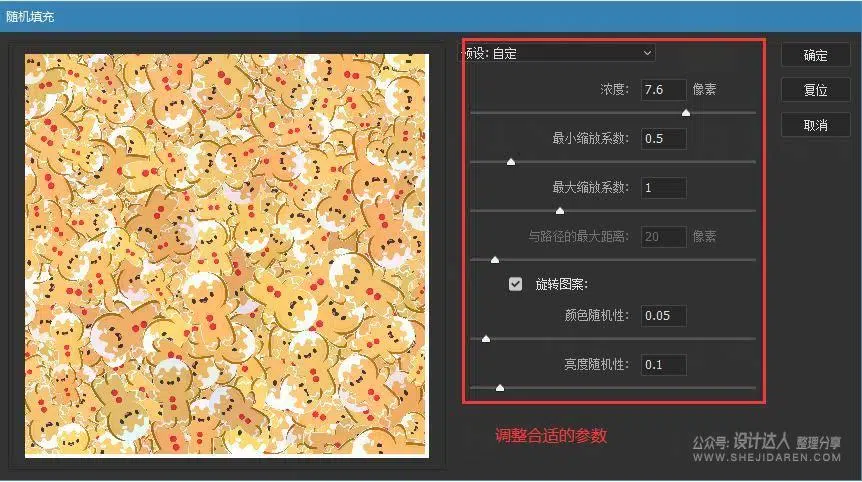 随机填充
预设: 自定
确定
浓度: 7.6 像素
复位
最小缩放系数: 0.5
取消
最大缩放系数: 1
与路径的最大距离: 20 像素
旋转图案:
颜色随机性: 0.05
亮度随机性: 0.1
调整合适的参数
公众号: 设计达人 整理分享
WWW.SHEJIDAREN.COM